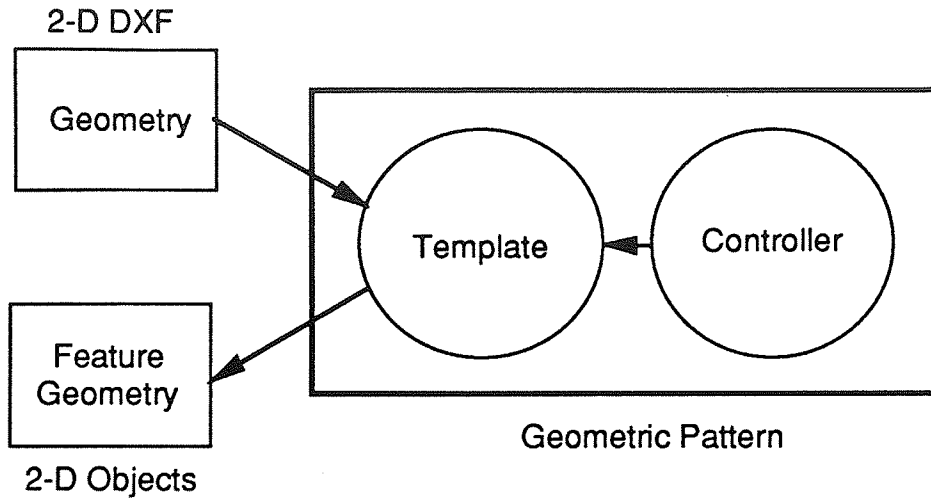 2-D DXF
Geometry
Template
Controller
Feature
Geometry
Geometric Pattern
2-D Objects